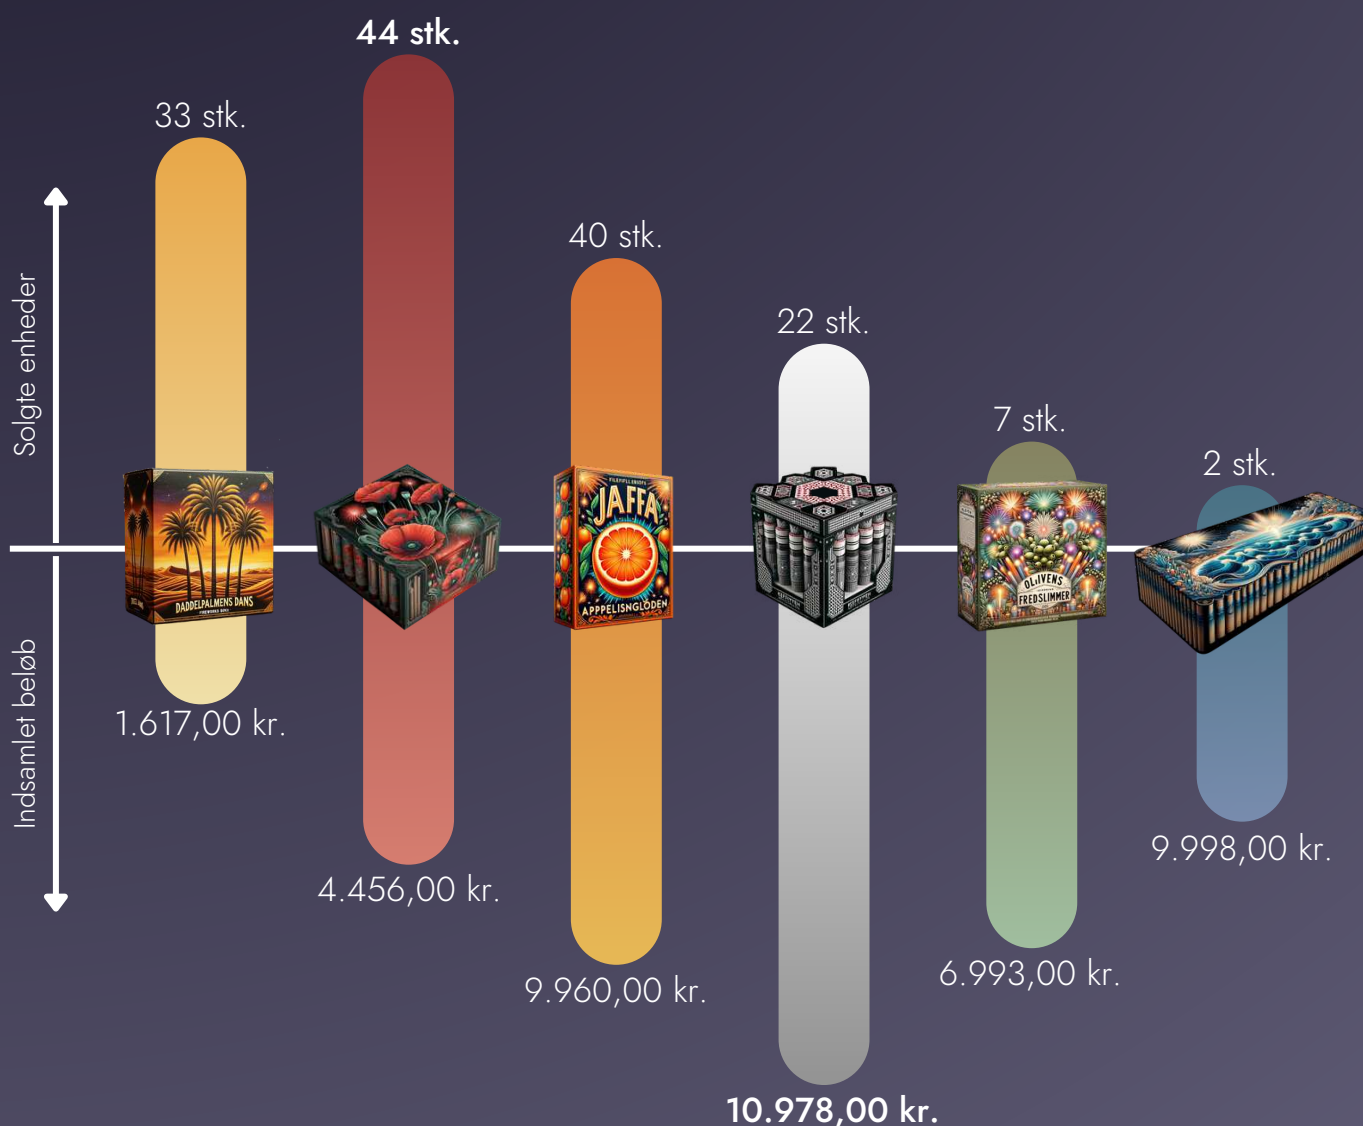 44 stk.
33 stk.
40 stk.
22 stk.
7 stk.
2 stk.
Solgte enheder
DADDELPALMENS DANS
JAFFA
APPPELISNGLÖDEN
OLIIVENS
FREDSLIMMER
Indsamlet beløb
1.617,00 kr.
4.456,00 kr.
9.960,00 kr.
10.978,00 kr.
6.993,00 kr.
9.998,00 kr.